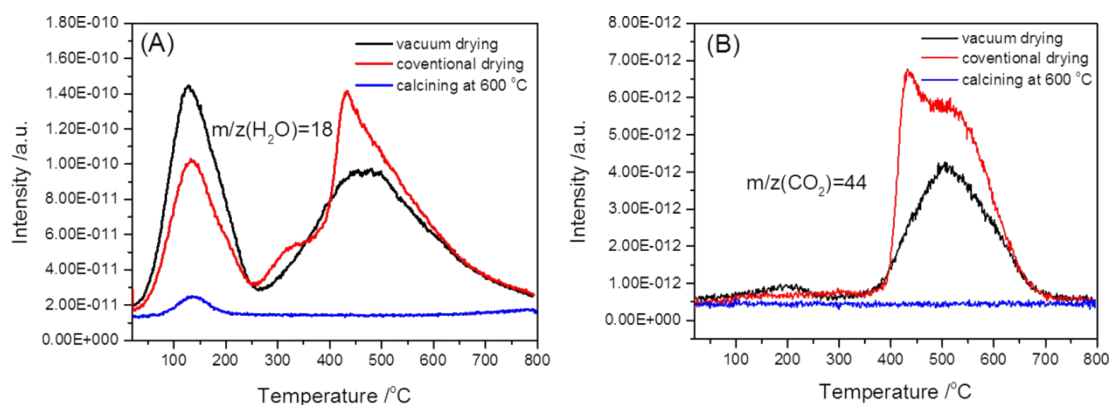 (A)
vacuum drying
coventional drying
calcining at 600 °C
m/z(H₂O)=18
1.80E-010
1.60E-010
1.40E-010
1.20E-010
1.00E-010
8.00E-011
6.00E-011
4.00E-011
2.00E-011
0.00E+000
Intensity /a.u.
100 200 300 400 500 600 700 800
Temperature /°C
(B)
vacuum drying
coventional drying
calcining at 600 °C
m/z(CO₂)=44
8.00E-012
7.00E-012
6.00E-012
5.00E-012
4.00E-012
3.00E-012
2.00E-012
1.00E-012
0.00E+000
Intensity /a.u.
100 200 300 400 500 600 700 800
Temperature /°C